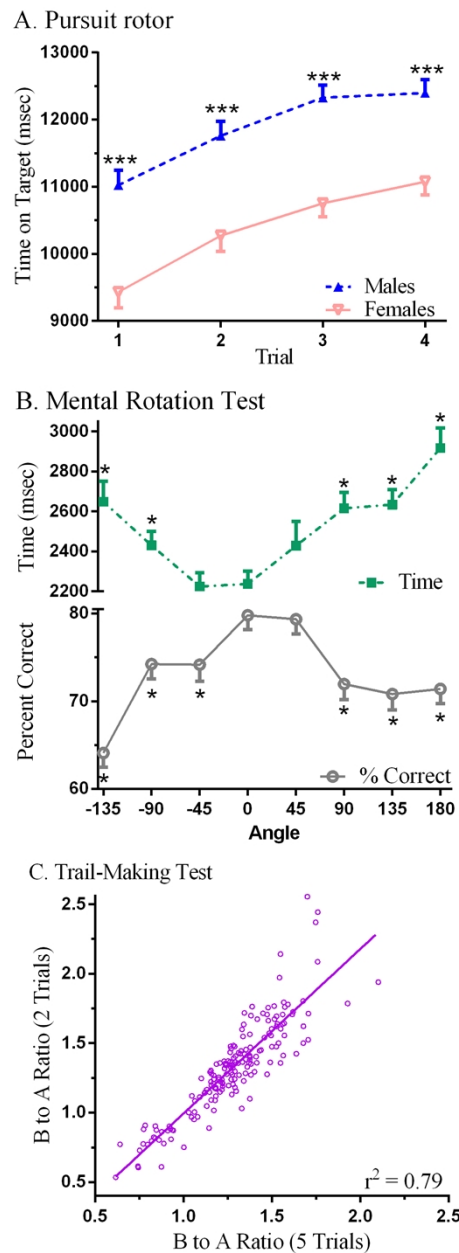 A. Pursuit rotor
13000
12000
11000
10000
9000
Time on Target (msec)
***
***
***
***
Males
Females
1 2 3 4
Trial
B. Mental Rotation Test
3000
2800
2600
2400
2200
Time (msec)
*
*
*
*
*
Time
80
70
60
Percent Correct
*
*
*
*
*
*
% Correct
-135 -90 -45 0 45 90 135 180
Angle
C. Trail-Making Test
2.5
2.0
1.5
1.0
0.5
B to A Ratio (2 Trials)
r² = 0.79
0.5 1.0 1.5 2.0 2.5
B to A Ratio (5 Trials)